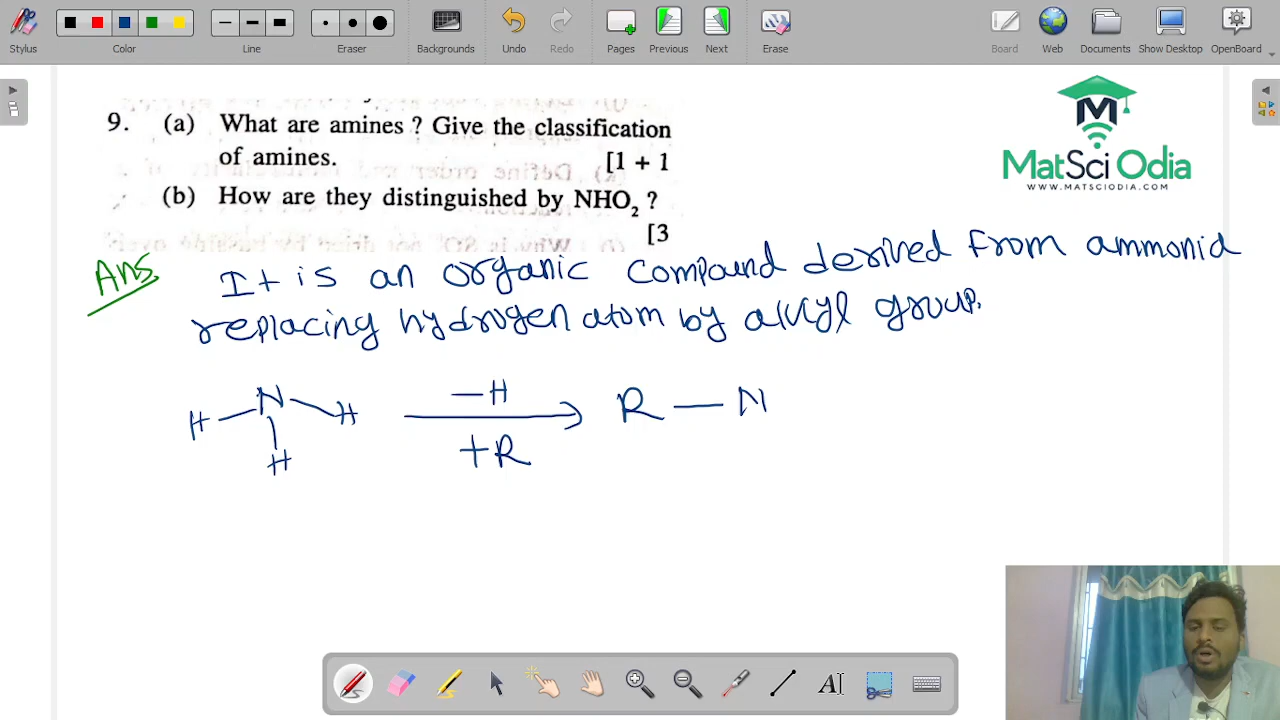 Stylus
Color
Line
Eraser
Backgrounds
Undo
Redo
Pages
Previous
Next
Erase
Board
Web
Documents
Show Desktop
OpenBoard
9. (a) What are amines ? Give the classification
of amines. [1 + 1
(b) How are they distinguished by NHO₂ ?
[3
M
MatSci Odia
WWW.MATSCIODIA.COM
Ans It is an organic compound derived from ammonia
replacing hydrogen atom by alkyl group.
N
H H
H
—H
+R
R — N